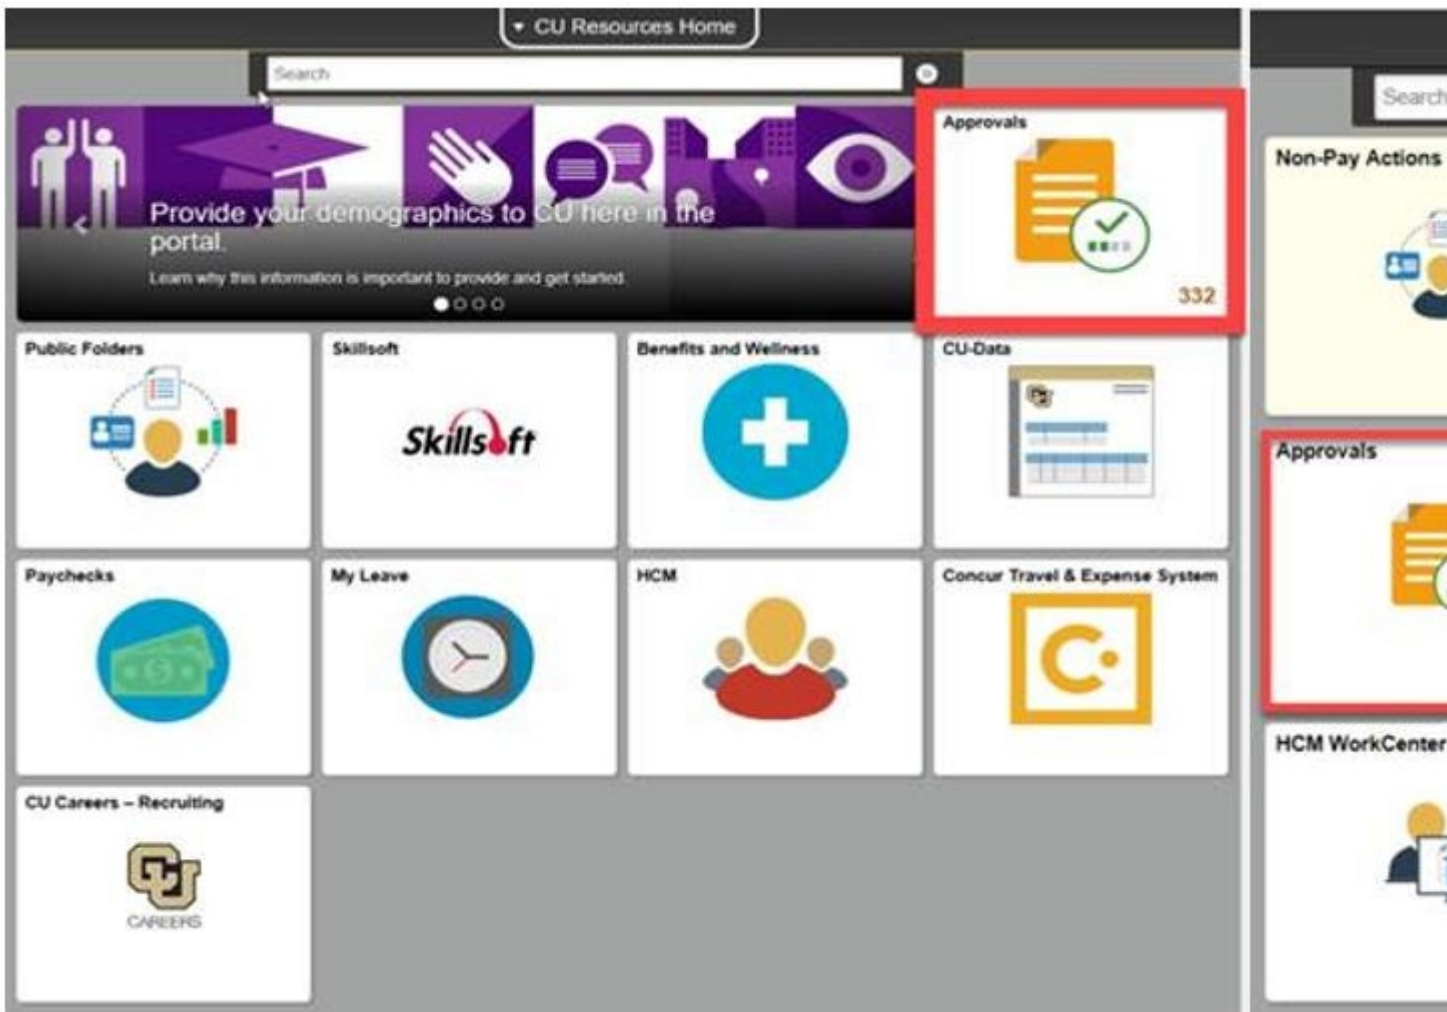 CU Resources Home
Search
Provide your demographics to CU here in the
portal.
Learn why this information is important to provide and get started.
Approvals
332
Public Folders
Skillsoft
Skillsoft
Benefits and Wellness
CU-Data
CU
Paychecks
My Leave
HCM
Concur Travel & Expense System
CU Careers – Recruiting
CU
CAREERS
Search
Non-Pay Actions
Approvals
HCM WorkCenter